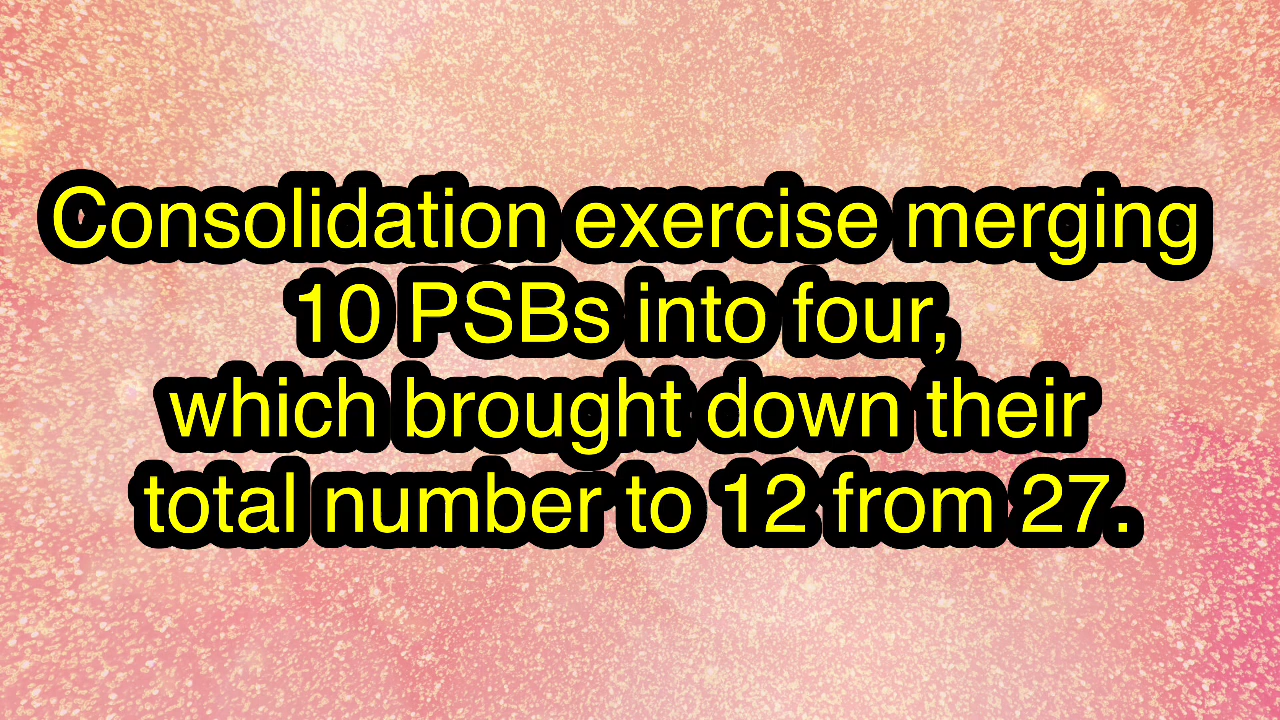 Consolidation exercise merging
10 PSBs into four,
which brought down their
total number to 12 from 27.